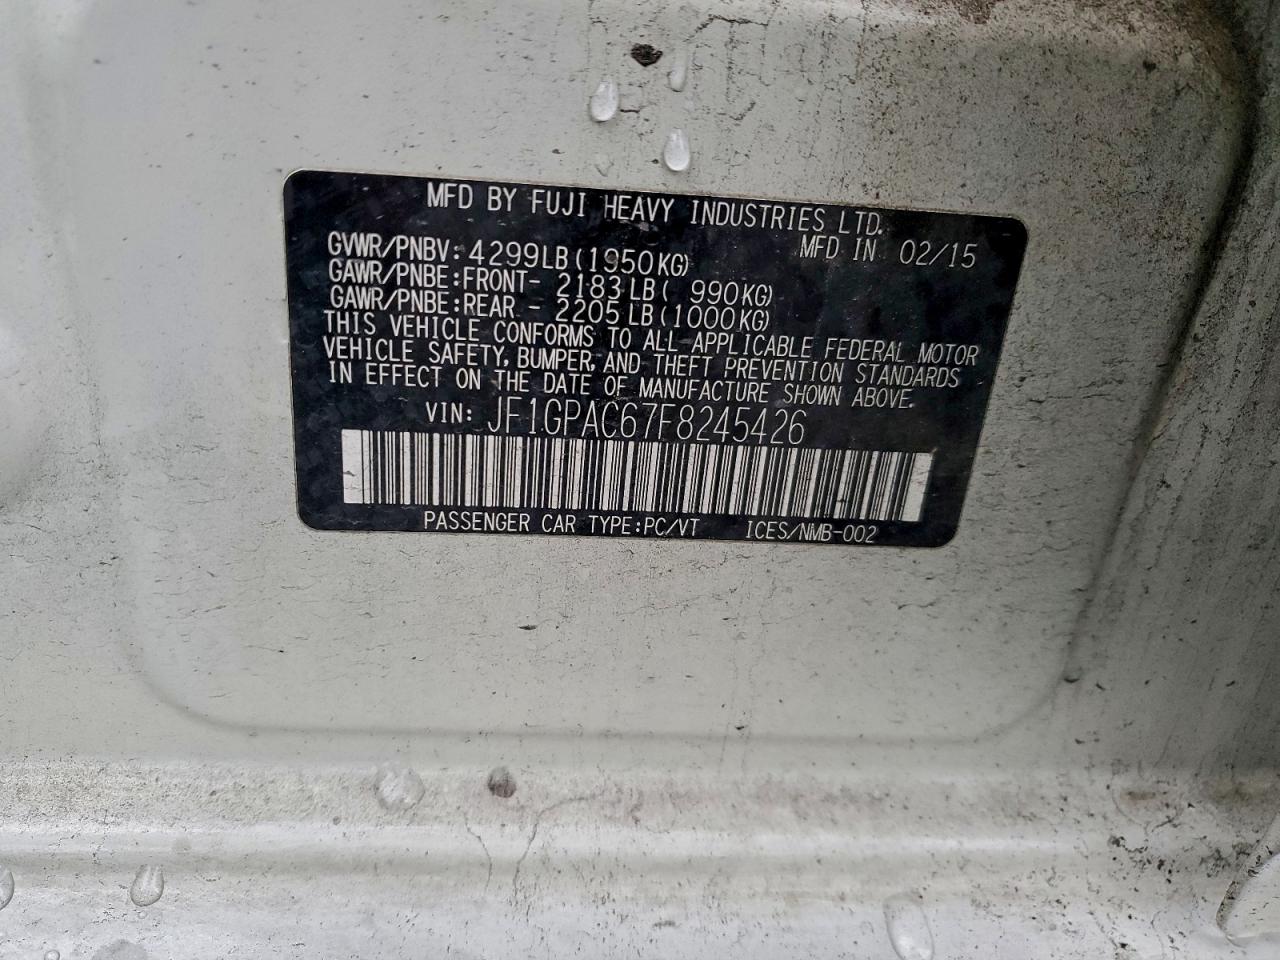 MFD BY FUJI HEAVY INDUSTRIES LTD.
GVWR/PNBV: 4299LB(1950KG) MFD IN 02/15
GAWR/PNBE:FRONT- 2183LB( 990KG)
GAWR/PNBE:REAR - 2205LB(1000KG)
THIS VEHICLE CONFORMS TO ALL APPLICABLE FEDERAL MOTOR
VEHICLE SAFETY, BUMPER, AND THEFT PREVENTION STANDARDS
IN EFFECT ON THE DATE OF MANUFACTURE SHOWN ABOVE.
VIN: JF1GPAC67F8245426
PASSENGER CAR TYPE:PC/VT ICES/NMB-002